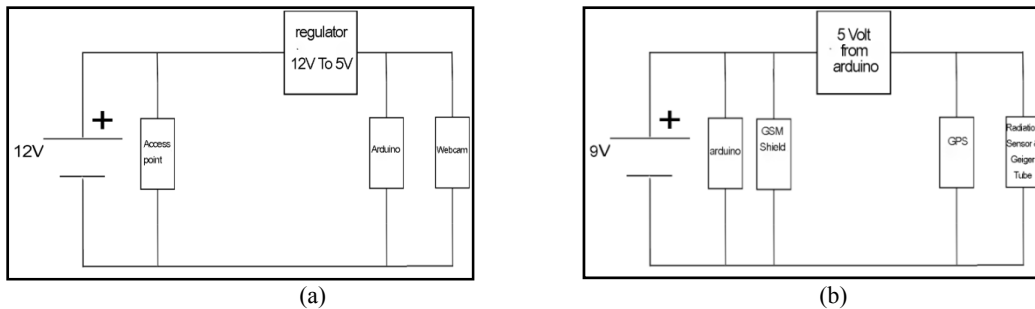 regulator
12V To 5V
+
12V
Access
point
Arduino
Webcam
(a)
5 Volt
from
arduino
+
9V
arduino
GSM
Shield
GPS
Radiation
Sensor
Geiger
Tube
(b)